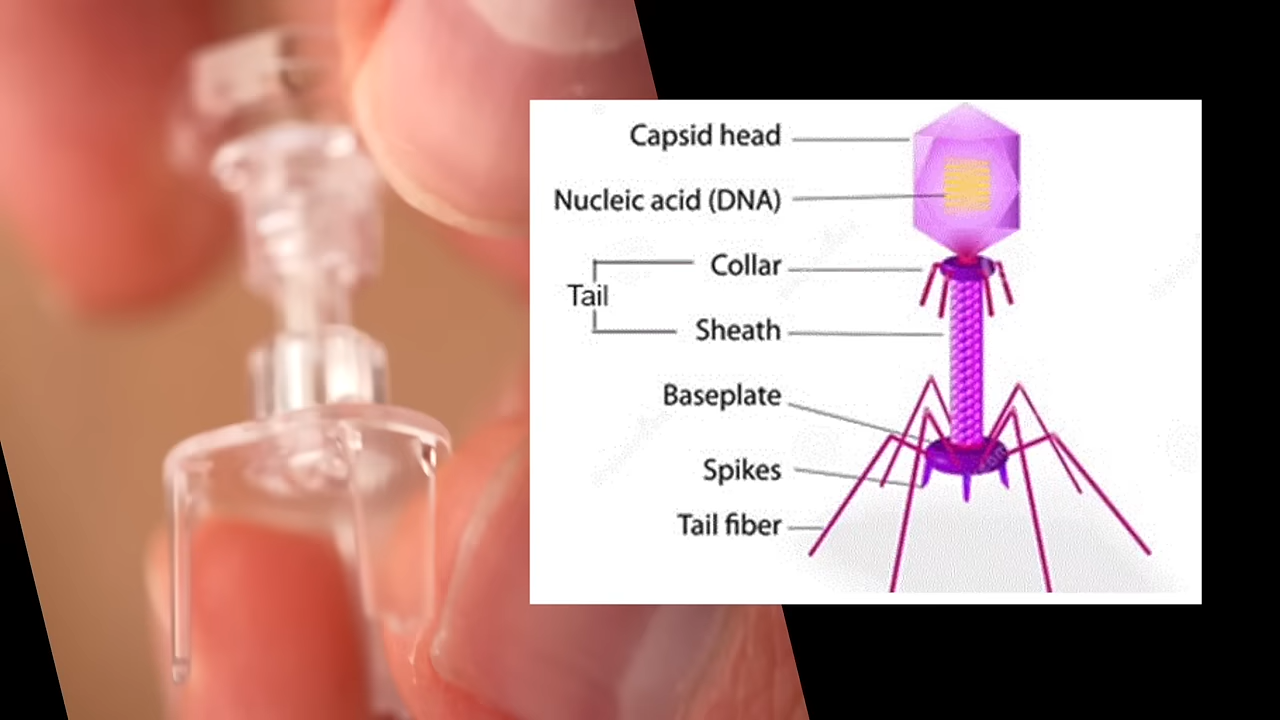 Capsid head
Nucleic acid (DNA)
Collar
Tail
Sheath
Baseplate
Spikes
Tail fiber